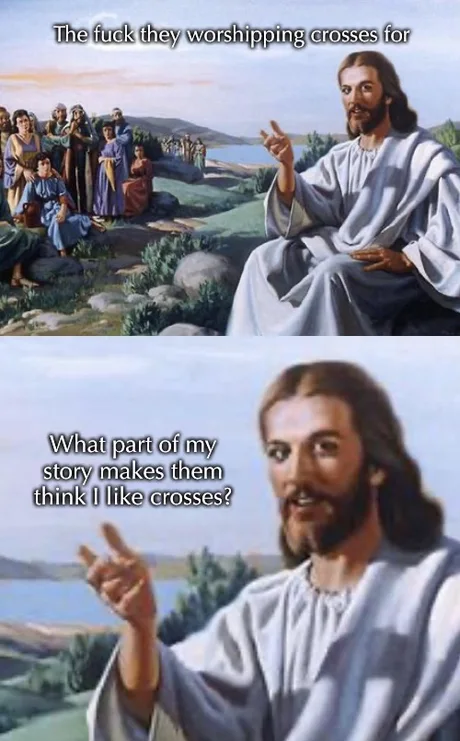 The fuck they worshipping crosses for
What part of my
story makes them
think I like crosses?